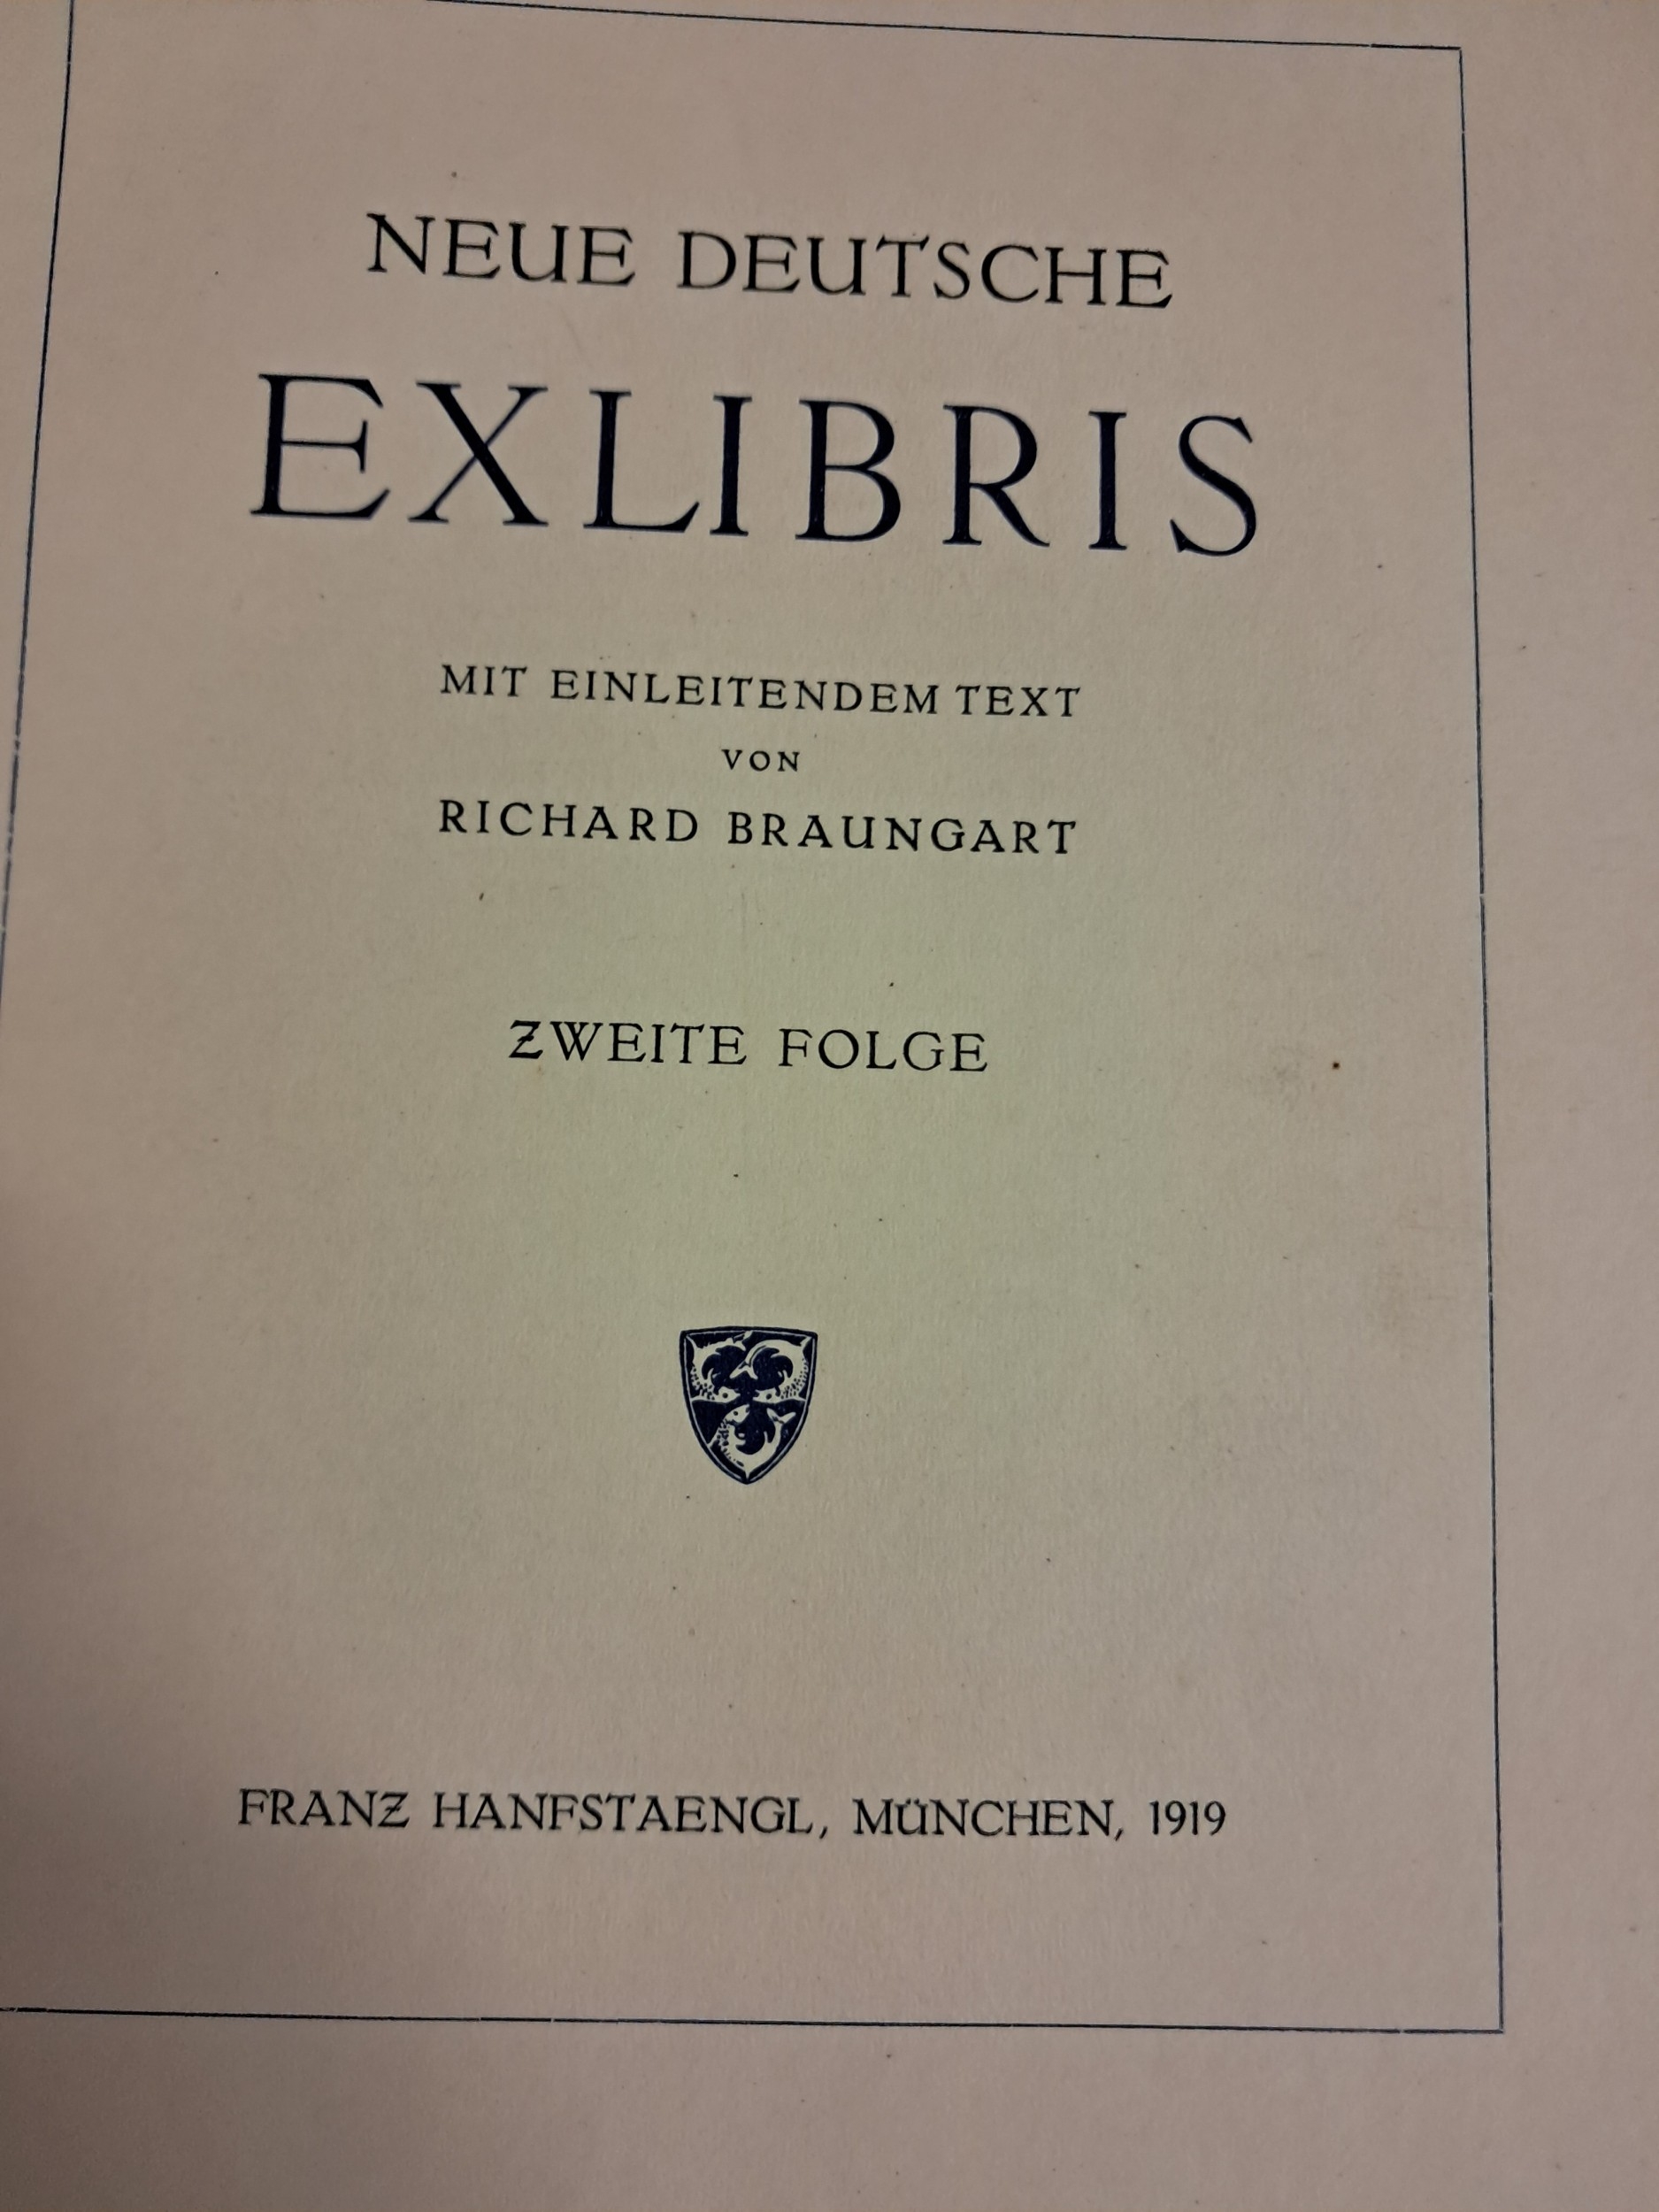 NEUE DEUTSCHE
EXLIBRIS
MIT EINLEITENDEM TEXT
VON
RICHARD BRAUNGART
ZWEITE FOLGE
FRANZ HANFSTAENGL, MÜNCHEN, 1919